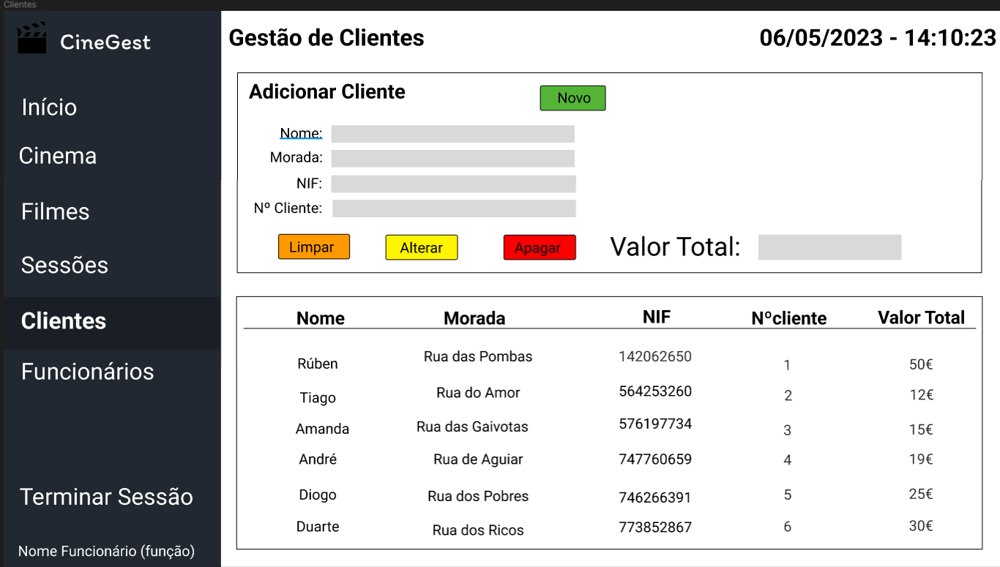 Clientes
CineGest
Início
Cinema
Filmes
Sessões
Clientes
Funcionários
Terminar Sessão
Nome Funcionário (função)
Gestão de Clientes
06/05/2023 - 14:10:23
Adicionar Cliente
Novo
Nome:
Morada:
NIF:
Nº Cliente:
Limpar Alterar Apagar Valor Total:
Nome Morada NIF Nºcliente Valor Total
Rúben Rua das Pombas 142062650 1 50€
Tiago Rua do Amor 564253260 2 12€
Amanda Rua das Gaivotas 576197734 3 15€
André Rua de Aguiar 747760659 4 19€
Diogo Rua dos Pobres 746266391 5 25€
Duarte Rua dos Ricos 773852867 6 30€